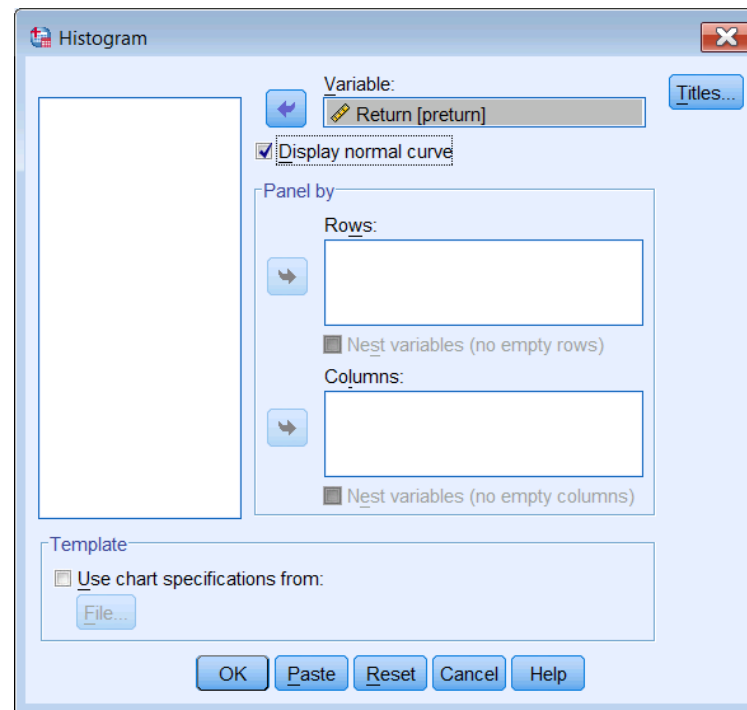 Histogram
Variable:
Return [preturn]
Titles...
Display normal curve
Panel by
Rows:
Nest variables (no empty rows)
Columns:
Nest variables (no empty columns)
Template
Use chart specifications from:
File...
OK Paste Reset Cancel Help